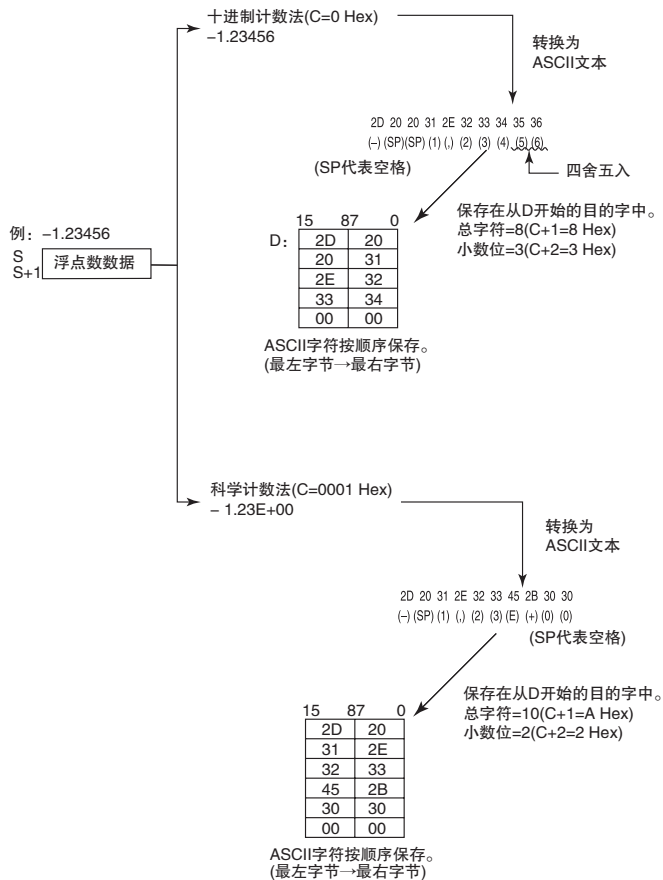 十进制计数法(C=0 Hex)
−1.23456
转换为
ASCII文本
2D 20 20 31 2E 32 33 34 35 36
(−) (SP)(SP) (1) (,) (2) (3) (4) (5) (6)
(SP代表空格)
四舍五入
保存在从D开始的目的字中。
总字符=8(C+1=8 Hex)
小数位=3(C+2=3 Hex)
例：−1.23456
S
S+1
浮点数数据
15 87 0
D：
2D 20
20 31
2E 32
33 34
00 00
ASCII字符按顺序保存。
(最左字节→最右字节)
科学计数法(C=0001 Hex)
− 1.23E+00
转换为
ASCII文本
2D 20 31 2E 32 33 45 2B 30 30
(−) (SP) (1) (,) (2) (3) (E) (+) (0) (0)
(SP代表空格)
保存在从D开始的目的字中。
总字符=10(C+1=A Hex)
小数位=2(C+2=2 Hex)
15 87 0
2D 20
31 2E
32 33
45 2B
30 30
00 00
ASCII字符按顺序保存。
(最左字节→最右字节)